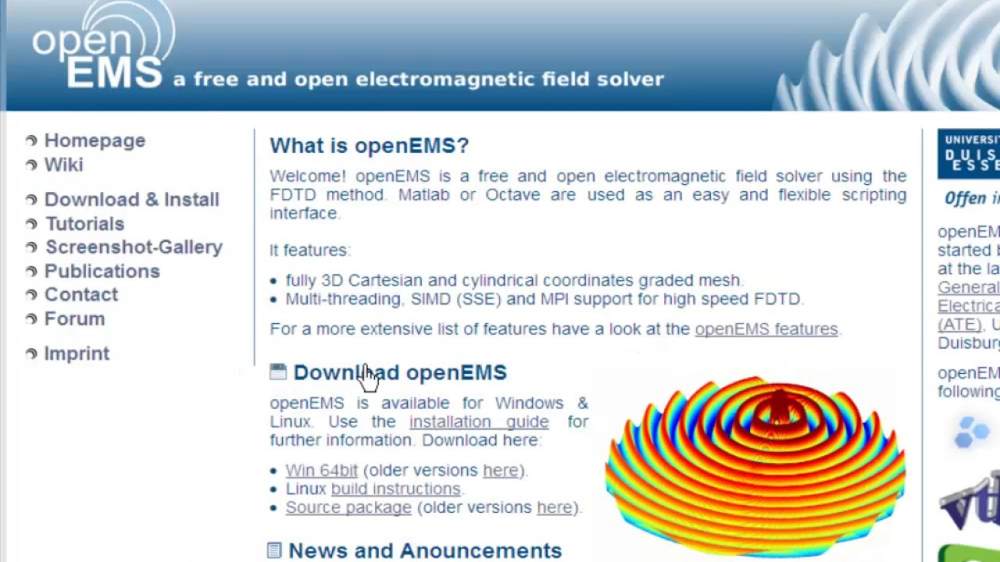 open
EMS a free and open electromagnetic field solver
Homepage
Wiki
Download & Install
Tutorials
Screenshot-Gallery
Publications
Contact
Forum
Imprint
What is openEMS?
Welcome! openEMS is a free and open electromagnetic field solver using the
FDTD method. Matlab or Octave are used as an easy and flexible scripting
interface.
It features:
• fully 3D Cartesian and cylindrical coordinates graded mesh.
• Multi-threading, SIMD (SSE) and MPI support for high speed FDTD.
For a more extensive list of features have a look at the openEMS features.
Download openEMS
openEMS is available for Windows &
Linux. Use the installation guide for
further information. Download here:
• Win 64bit (older versions here).
• Linux build instructions.
• Source package (older versions here).
News and Anouncements
UNIVERSI
DUIS
ESSE
Offen i
openEM
started b
at the la
General
Electrica
(ATE), U
Duisburg
openEM
following
vt